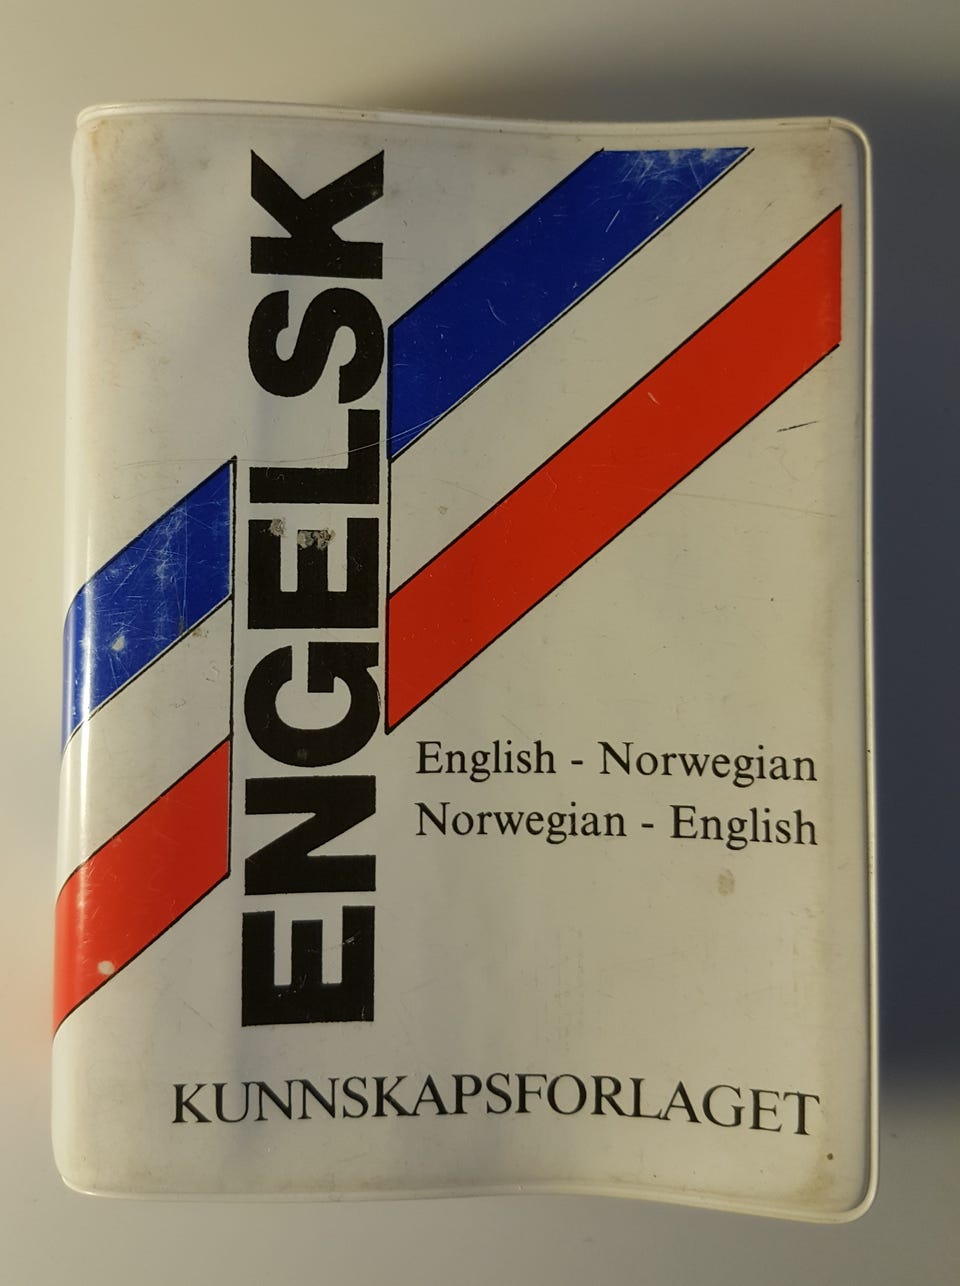 ENGELSK
English - Norwegian
Norwegian - English
KUNNSKAPSFORLAGET